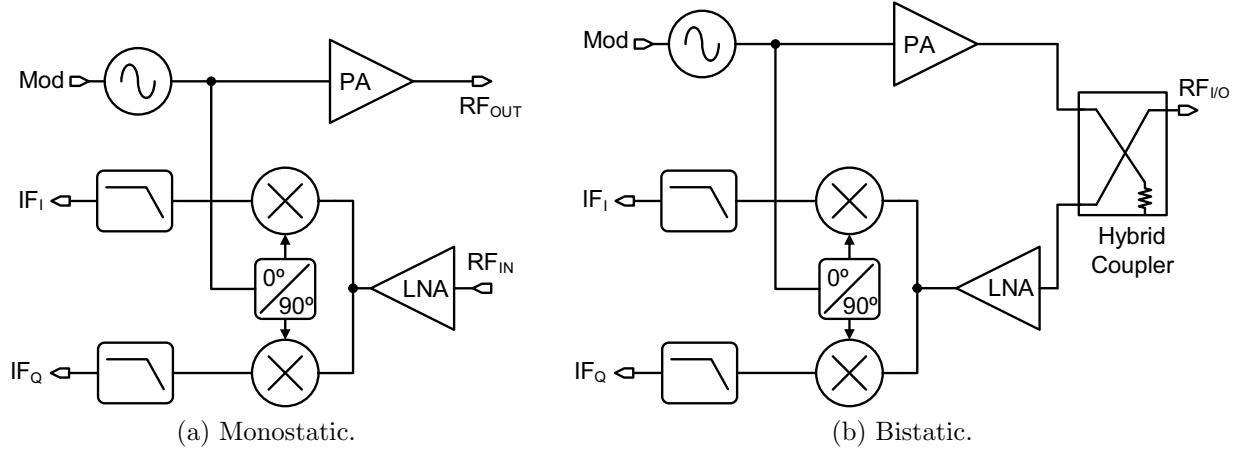 Mod
PA
RF_OUT
IF_I
0º
90º
LNA
RF_IN
IF_Q
(a) Monostatic.
Mod
PA
RF_I/O
IF_I
Hybrid
Coupler
0º
90º
LNA
IF_Q
(b) Bistatic.